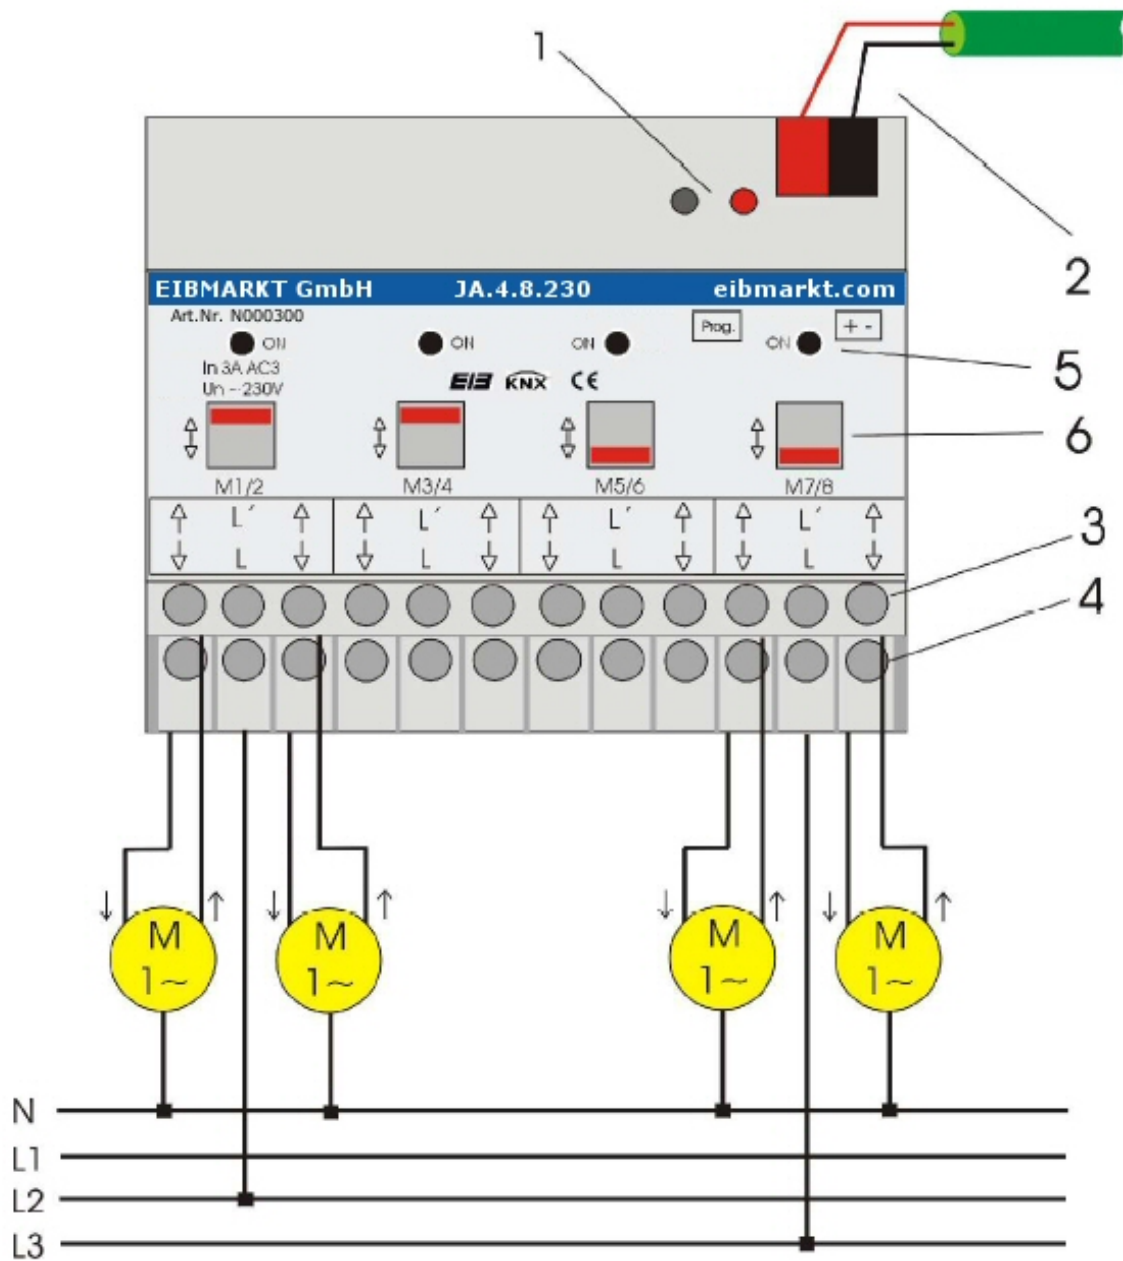 1
2
EIBMARKT GmbH JA.4.8.230 eibmarkt.com
Art.Nr. N000300
Prog. + -
ON ON ON ON
5
In 3A AC3
Un ~230V
EIB KNX CE
6
M1/2 M3/4 M5/6 M7/8
L´ L´ L´ L´
3
L L L L
4
M M M M
1~ 1~ 1~ 1~
N
L1
L2
L3